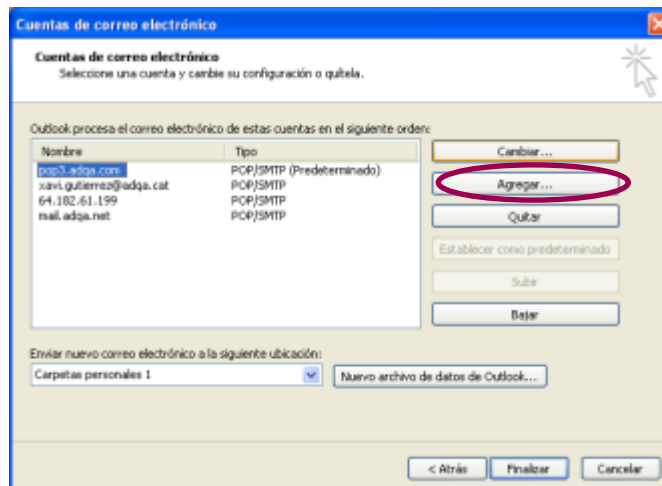 Cuentas de correo electrónico
Cuentas de correo electrónico
Seleccione una cuenta y cambie su configuración o quítela.
Outlook procesa el correo electrónico de estas cuentas en el siguiente orden:
Nombre Tipo
pop3.adqa.com POP/SMTP (Predeterminado)
xavi.gutierrez@adqa.cat POP/SMTP
64.182.61.199 POP/SMTP
mail.adqa.net POP/SMTP
Cambiar...
Agregar...
Quitar
Establecer como predeterminado
Subir
Bajar
Enviar nuevo correo electrónico a la siguiente ubicación:
Carpetas personales 1 Nuevo archivo de datos de Outlook...
< Atrás Finalizar Cancelar